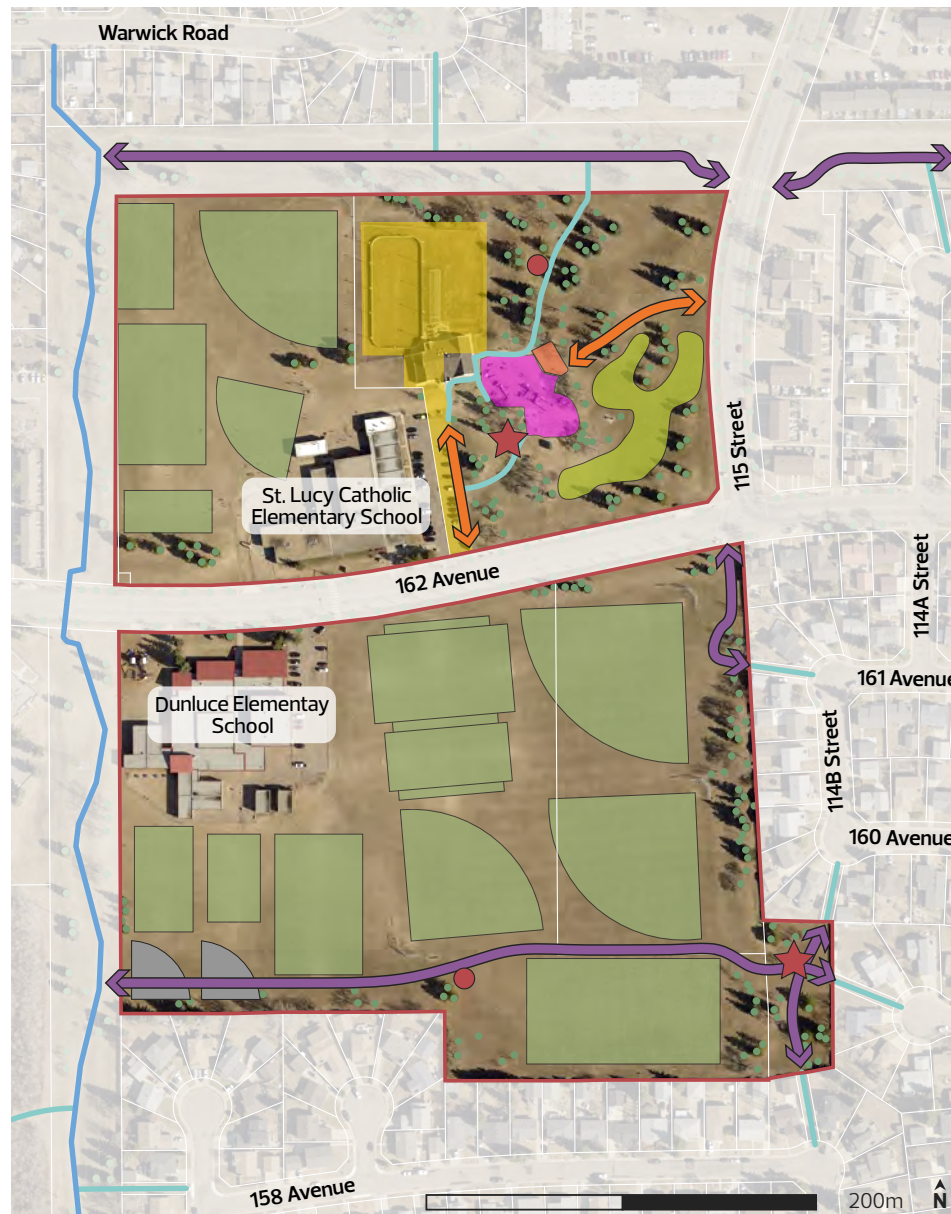 Warwick Road
115 Street
St. Lucy Catholic
Elementary School
162 Avenue
114A Street
161 Avenue
Dunluce Elementay
School
114B Street
160 Avenue
158 Avenue
200m
N